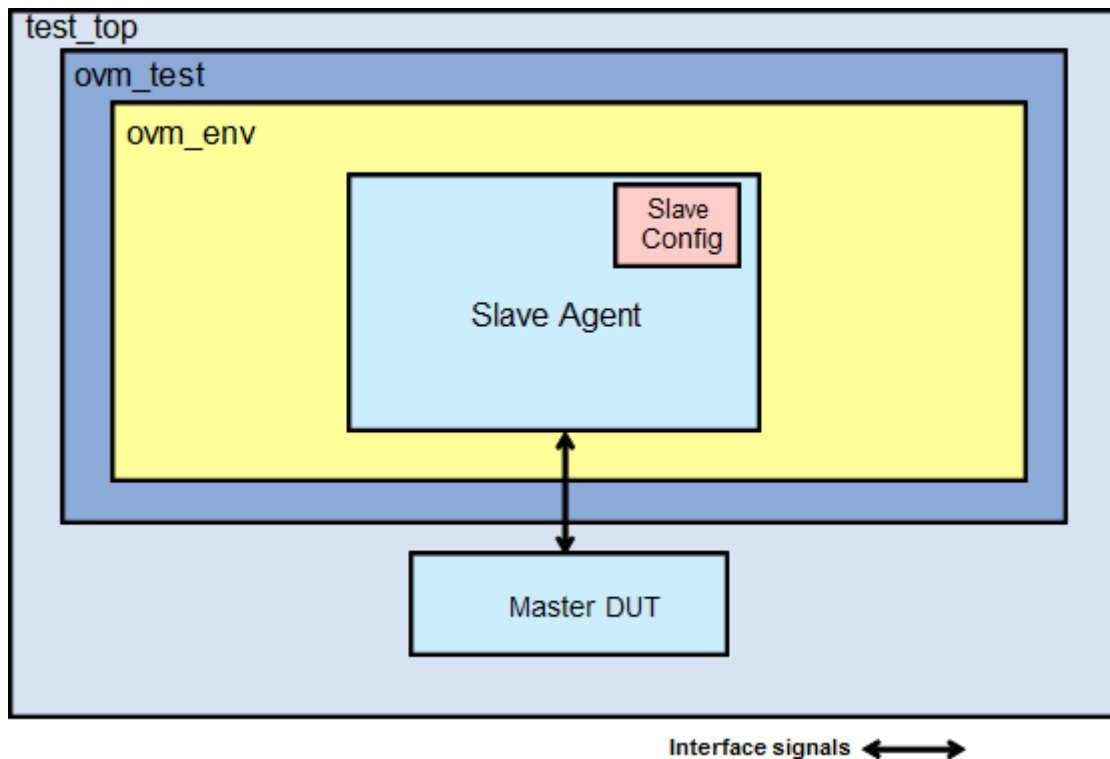 test_top
ovm_test
ovm_env
Slave
Config
Slave Agent
Master DUT
Interface signals